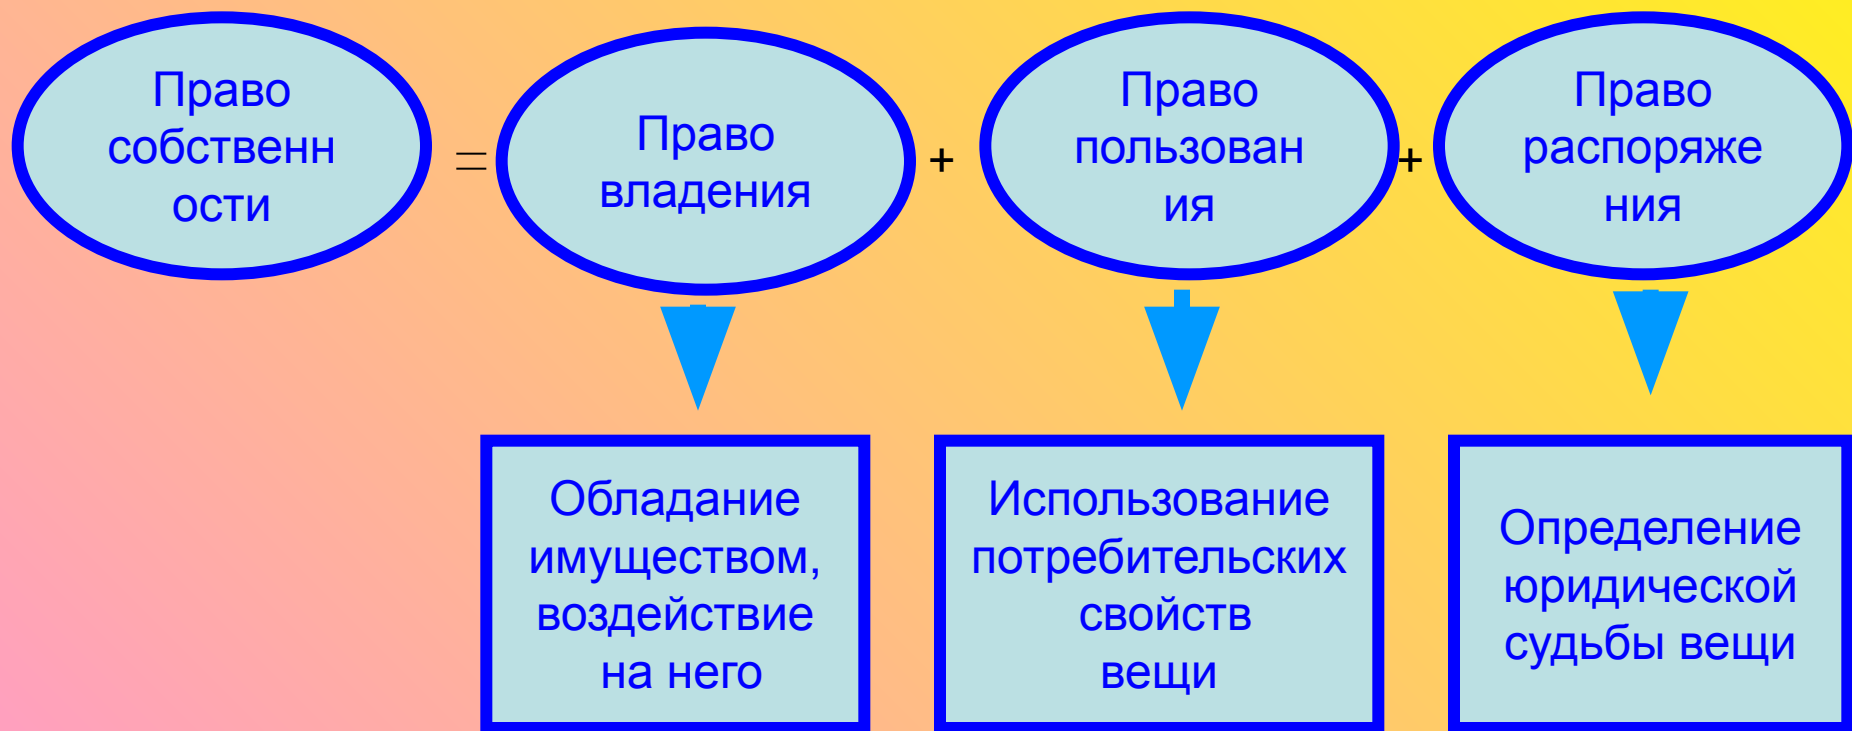 Право
собственн
ости
=
Право
владения
+
Право
пользован
ия
+
Право
распоряже
ния
Обладание
имуществом,
воздействие
на него
Использование
потребительских
свойств
вещи
Определение
юридической
судьбы вещи